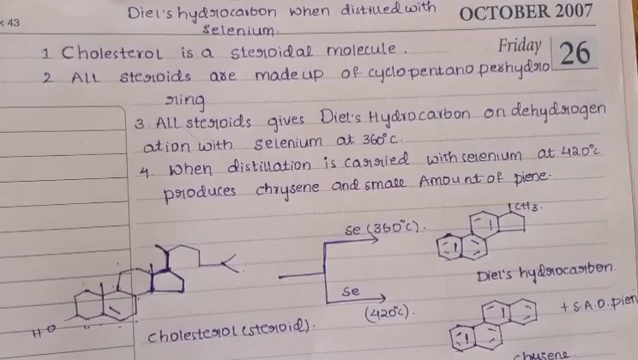 Diel's hydrocarbon when distilled with
Selenium.
OCTOBER 2007
43
Friday 26
1 Cholesterol is a steroidal molecule.
2 All steroids are made up of cyclopentano perhydro
ring
3. All steroids gives Diel's Hydrocarbon on dehydrogen
ation with selenium at 360°c.
4. when distillation is carried with selenium at 420°c
produces chrysene and small Amount of piene.
Se (360°c).
CH3.
Diel's hydrocarbon
Se
(420°c).
HO
cholesterol (steroid).
+ S.A.O. pien
chysene